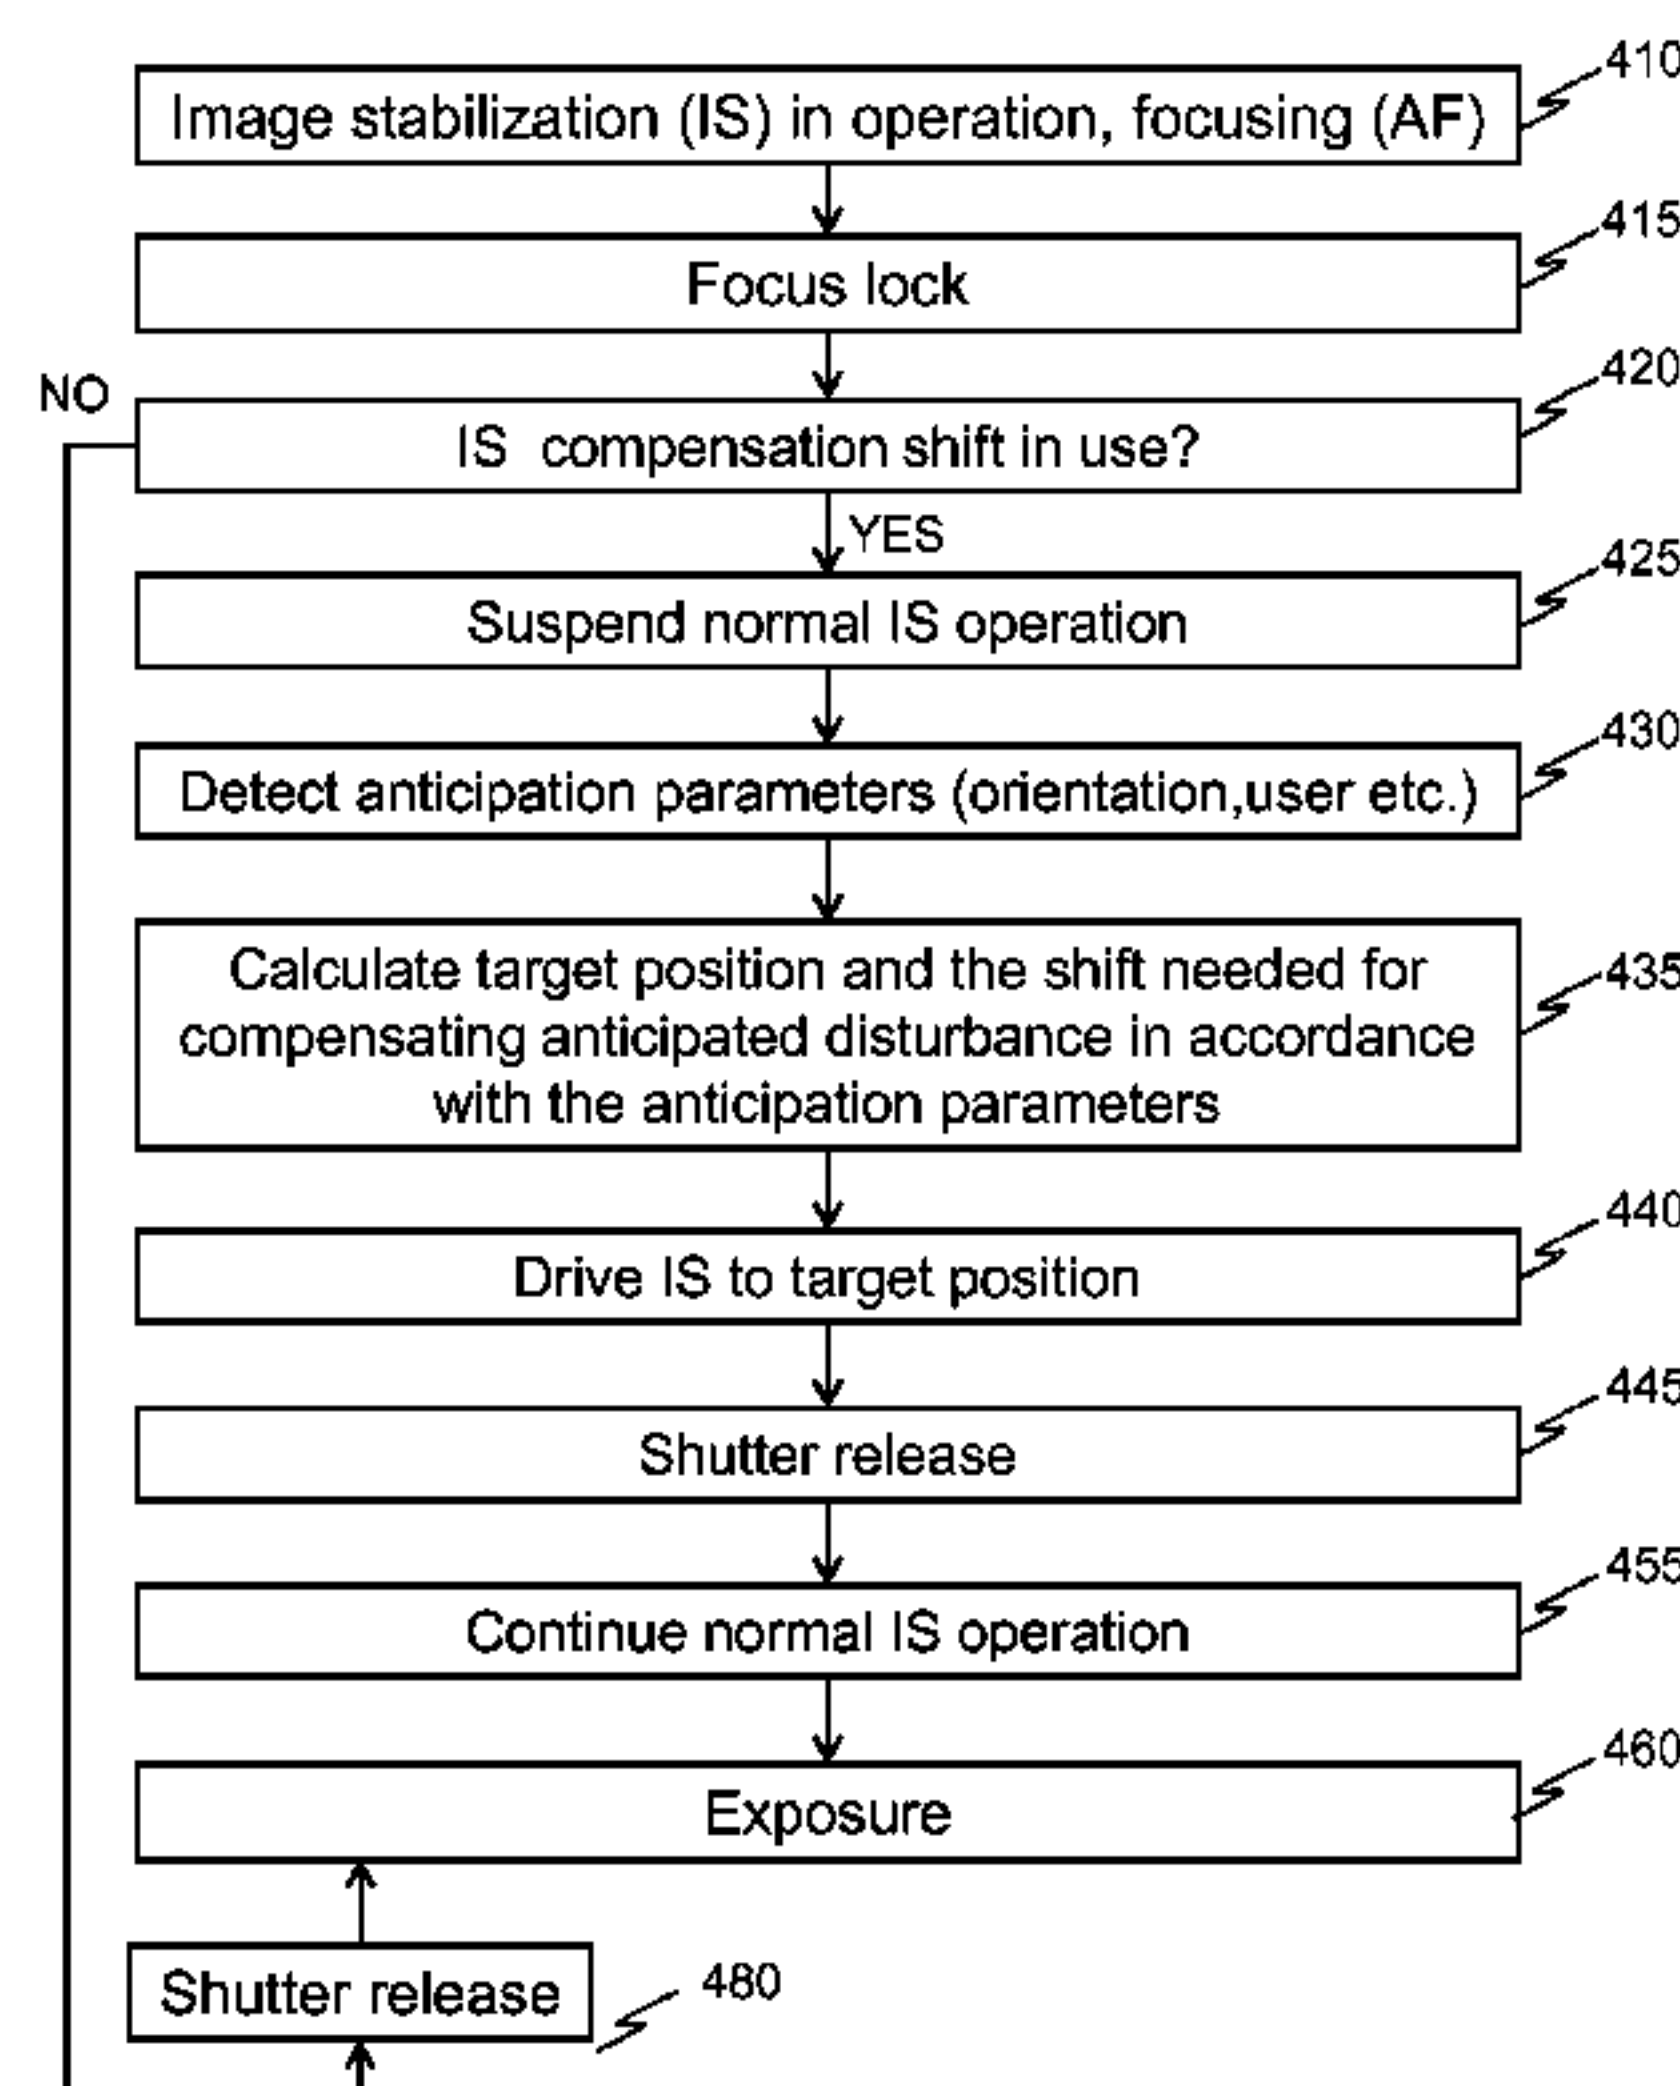 410
Image stabilization (IS) in operation, focusing (AF)
415
Focus lock
420
NO
IS compensation shift in use?
YES
425
Suspend normal IS operation
430
Detect anticipation parameters (orientation,user etc.)
435
Calculate target position and the shift needed for
compensating anticipated disturbance in accordance
with the anticipation parameters
440
Drive IS to target position
445
Shutter release
455
Continue normal IS operation
460
Exposure
480
Shutter release